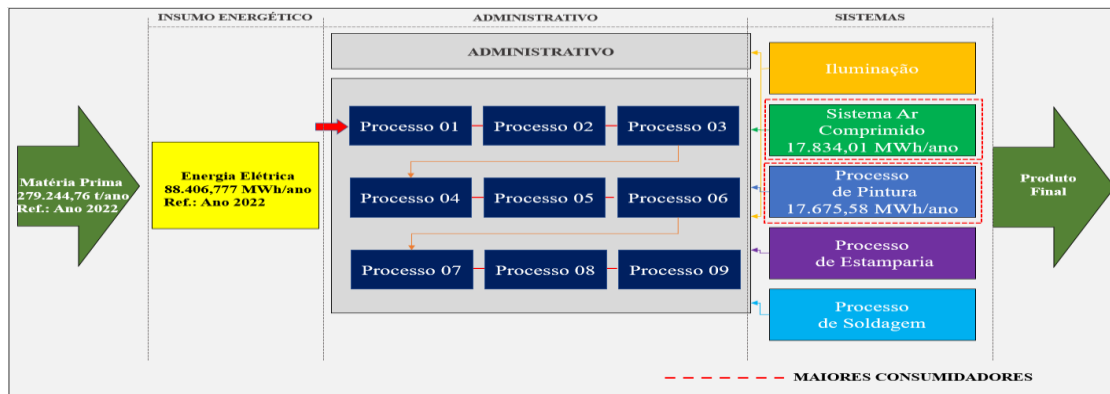 INSUMO ENERGÉTICO
ADMINISTRATIVO
SISTEMAS
ADMINISTRATIVO
Iluminação
Sistema Ar
Comprimido
17.834,01 MWh/ano
Processo 01
Processo 02
Processo 03
Matéria Prima
279.244,76 t/ano
Ref.: Ano 2022
Energia Elétrica
88.406,777 MWh/ano
Ref.: Ano 2022
Processo 04
Processo 05
Processo 06
Processo
de Pintura
17.675,58 MWh/ano
Produto
Final
Processo
de Estamparia
Processo 07
Processo 08
Processo 09
Processo
de Soldagem
MAIORES CONSUMIDADORES